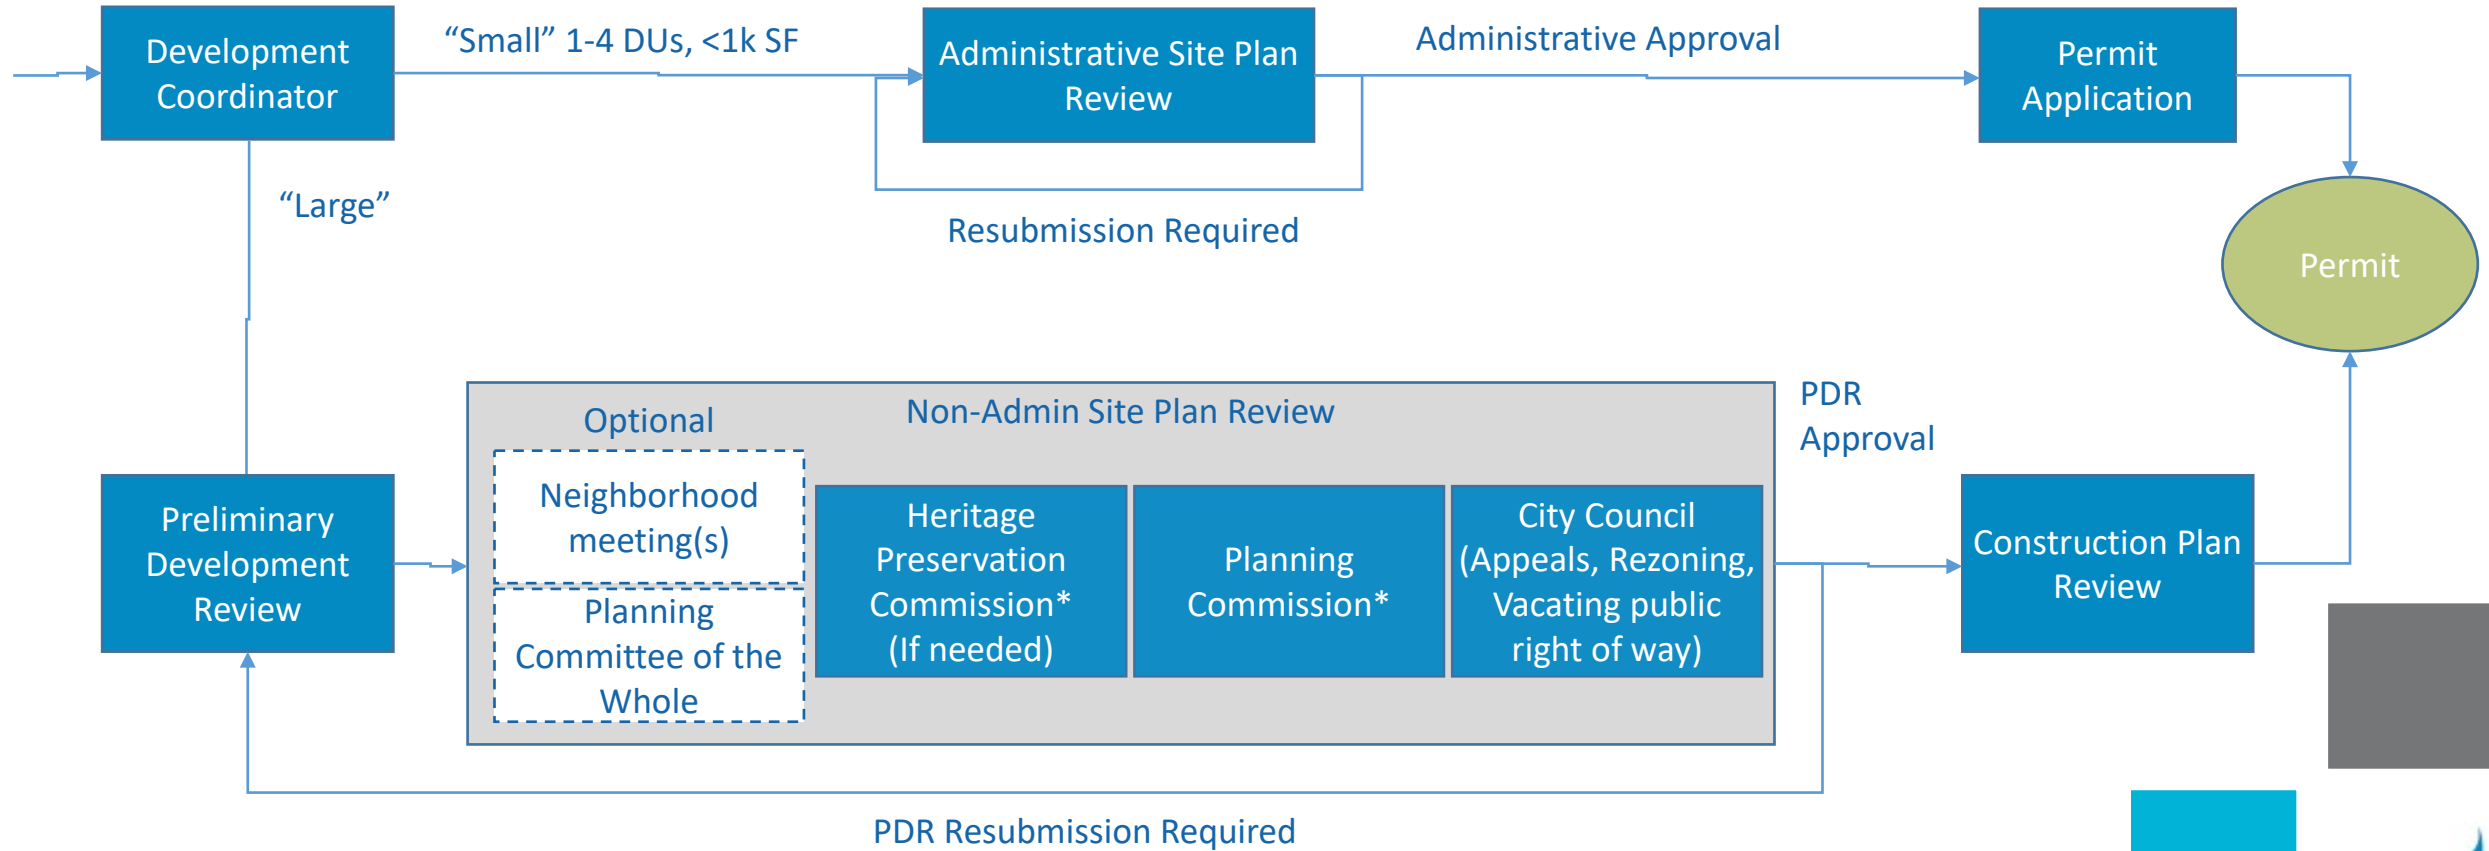 Development
Coordinator
“Small” 1-4 DUs, <1k SF
Administrative Site Plan
Review
Administrative Approval
Permit
Application
“Large”
Resubmission Required
Permit
Optional
Non-Admin Site Plan Review
PDR
Approval
Preliminary
Development
Review
Neighborhood
meeting(s)
Planning
Committee of the
Whole
Heritage
Preservation
Commission*
(If needed)
Planning
Commission*
City Council
(Appeals, Rezoning,
Vacating public
right of way)
Construction Plan
Review
PDR Resubmission Required